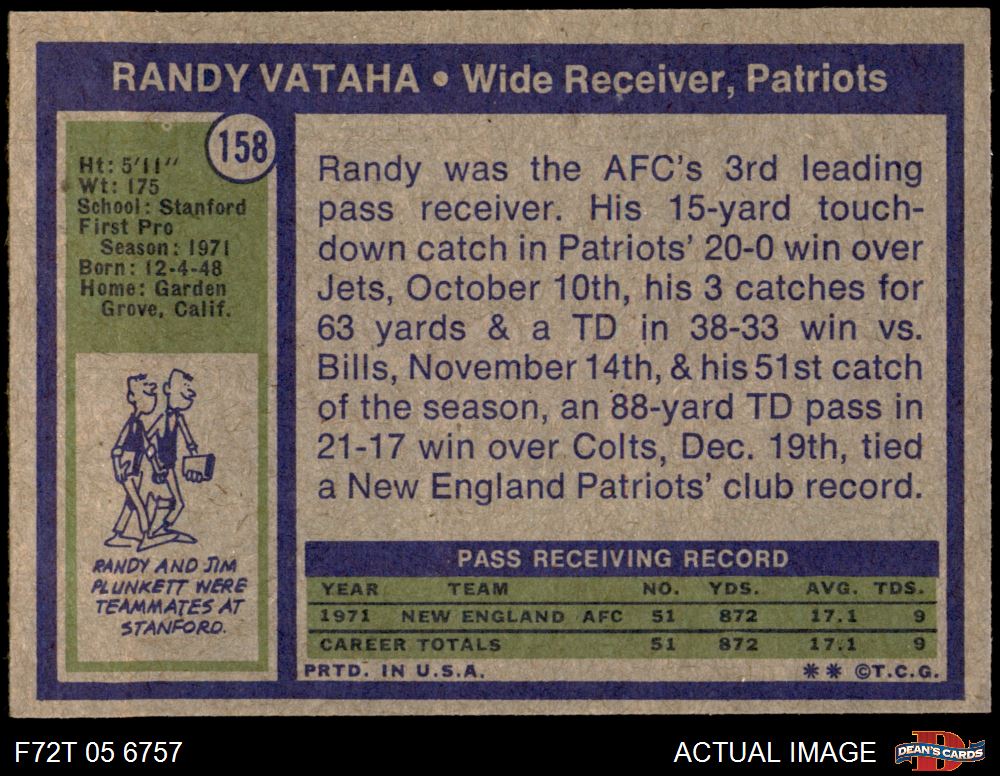 RANDY VATAHA • Wide Receiver, Patriots
158
Ht: 5'11"
Wt: 175
School: Stanford
First Pro
Season: 1971
Born: 12-4-48
Home: Garden
Grove, Calif.
RANDY AND JIM
PLUNKETT WERE
TEAMMATES AT
STANFORD.
Randy was the AFC's 3rd leading
pass receiver. His 15-yard touch-
down catch in Patriots' 20-0 win over
Jets, October 10th, his 3 catches for
63 yards & a TD in 38-33 win vs.
Bills, November 14th, & his 51st catch
of the season, an 88-yard TD pass in
21-17 win over Colts, Dec. 19th, tied
a New England Patriots' club record.
PASS RECEIVING RECORD
YEAR TEAM NO. YDS. AVG. TDS.
1971 NEW ENGLAND AFC 51 872 17.1 9
CAREER TOTALS 51 872 17.1 9
PRTD. IN U.S.A. ** ©T.C.G.
F72T 05 6757 ACTUAL IMAGE D DEAN'S CARDS